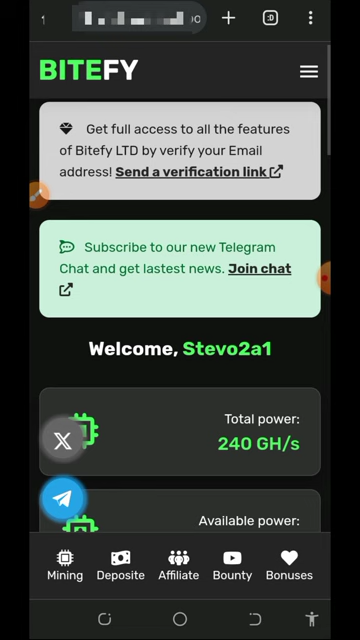 :D
BITEFY
Get full access to all the features
of Bitefy LTD by verify your Email
address! Send a verification link
Subscribe to our new Telegram
Chat and get lastest news. Join chat
Welcome, Stevo2a1
Total power:
240 GH/s
X
Available power:
Mining Deposite Affiliate Bounty Bonuses